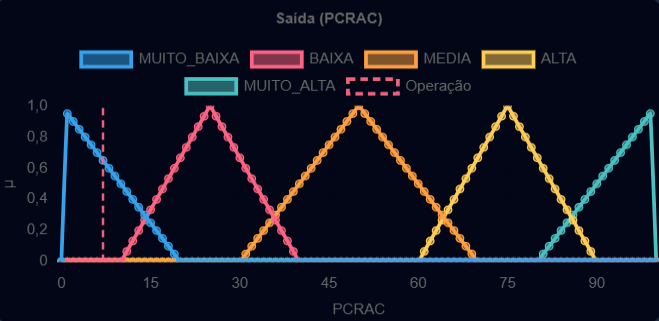 Saída (PCRAC)
MUITO_BAIXA BAIXA MEDIA ALTA
MUITO_ALTA Operação
1,0
0,8
0,6
0,4
0,2
0
µ
0 15 30 45 60 75 90
PCRAC